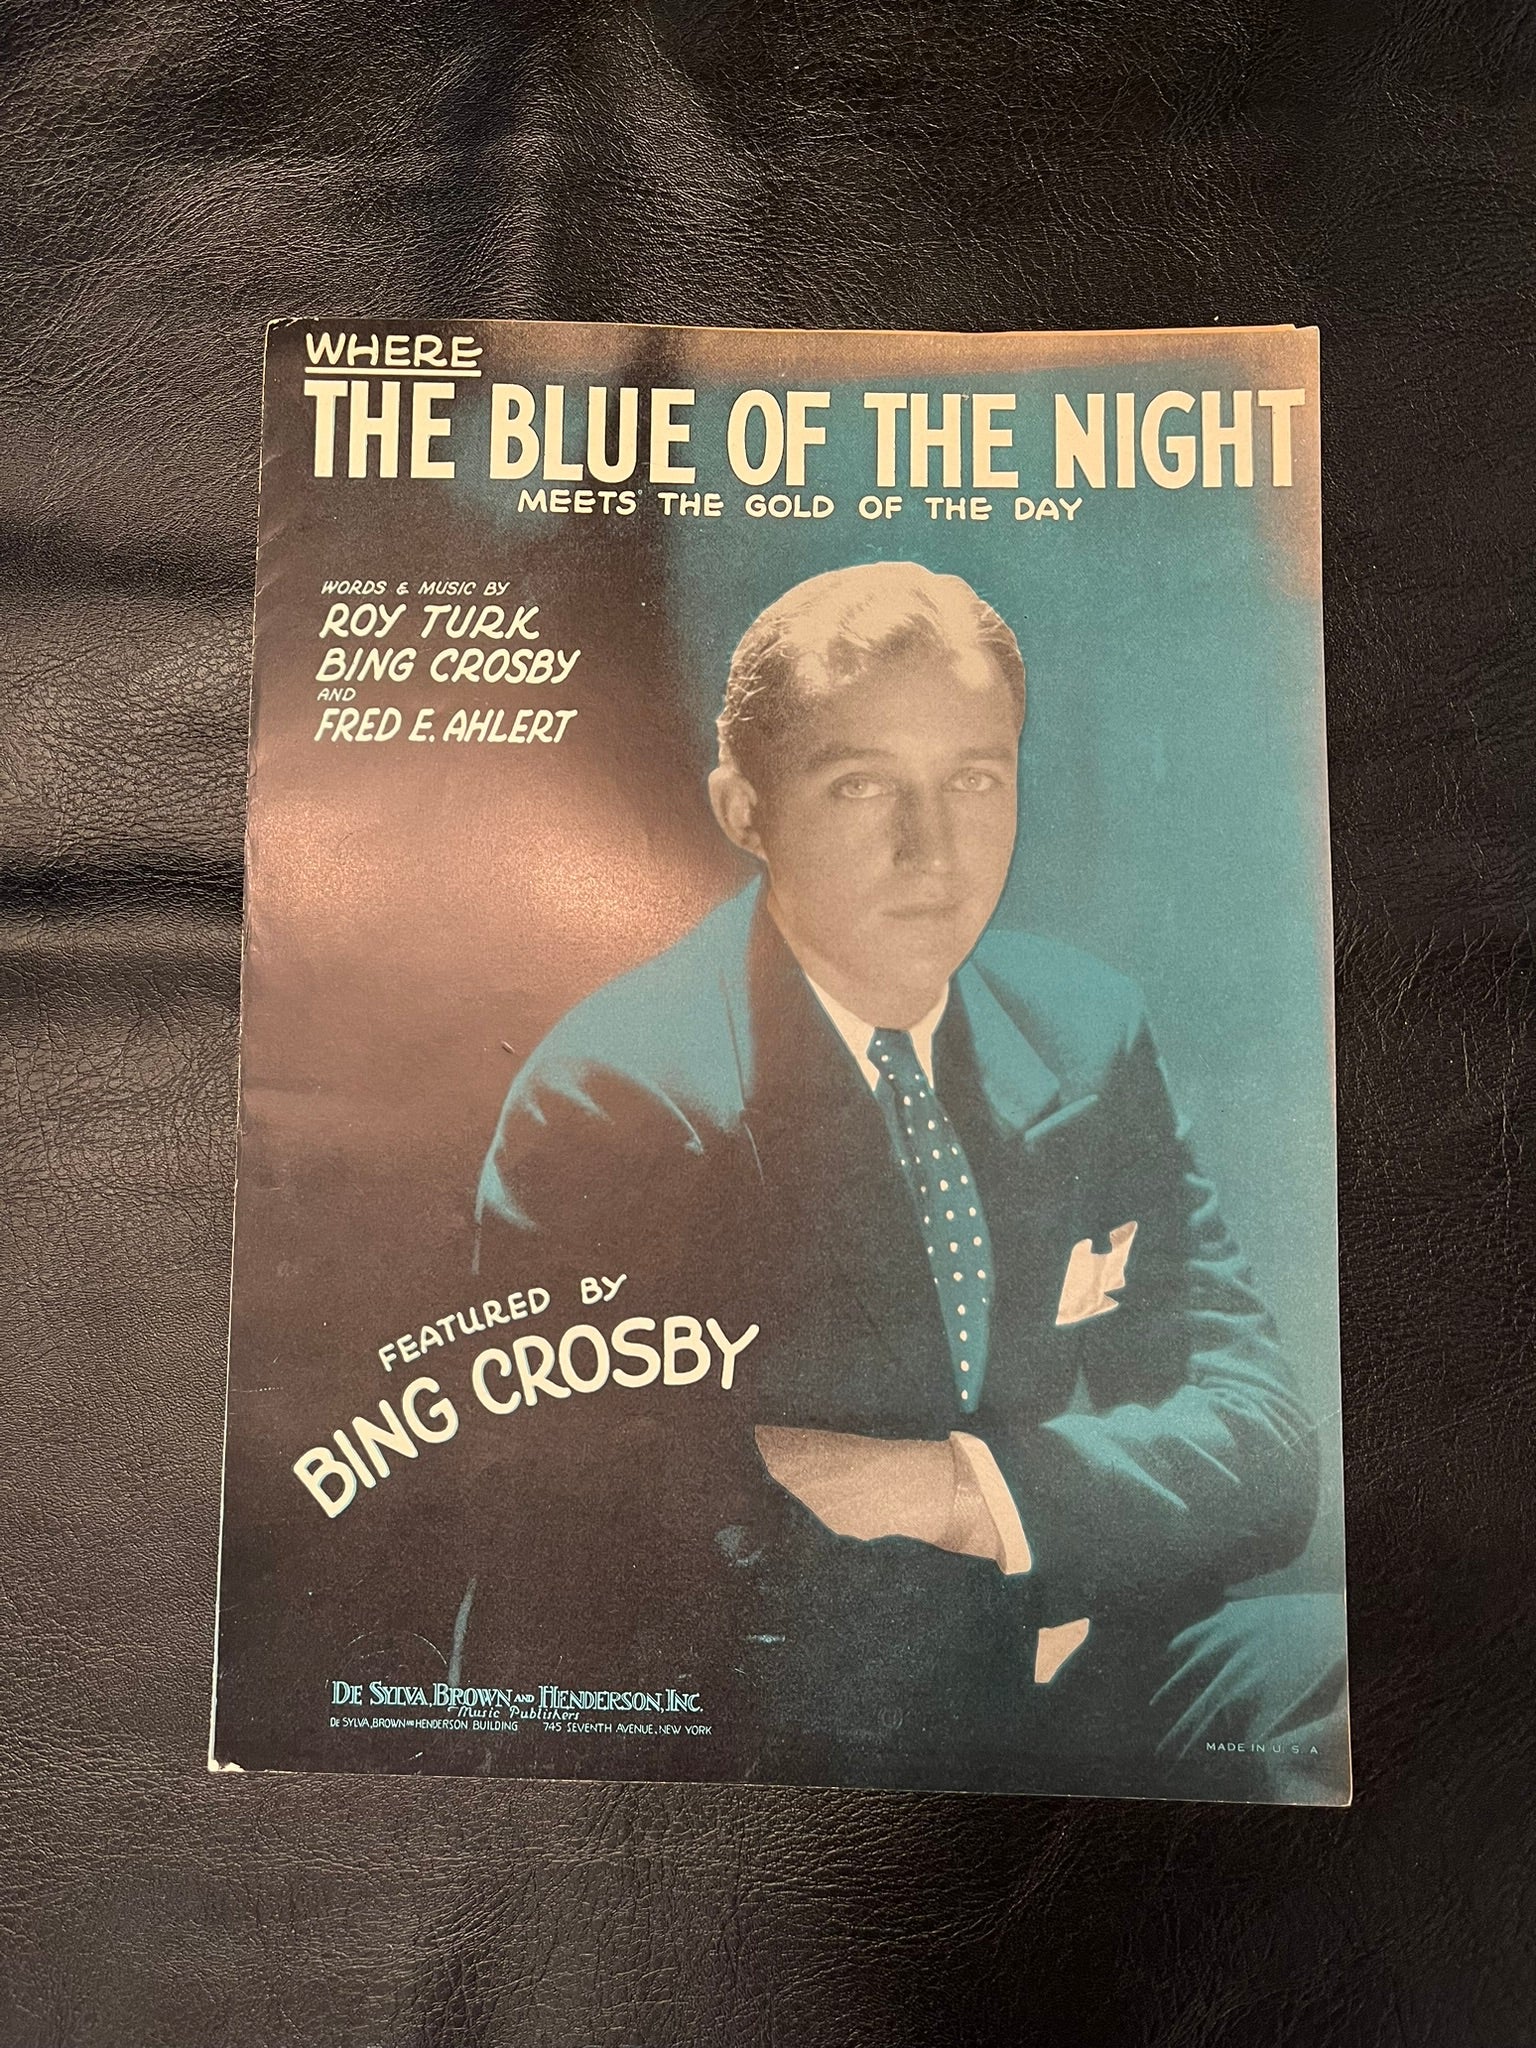 WHERE
THE BLUE OF THE NIGHT
MEETS THE GOLD OF THE DAY
WORDS & MUSIC BY
ROY TURK
BING CROSBY
AND
FRED E. AHLERT
FEATURED BY
BING CROSBY
DE SYLVA, BROWN AND HENDERSON, INC.
Music Publishers
DE SYLVA, BROWN AND HENDERSON BUILDING 745 SEVENTH AVENUE, NEW YORK
MADE IN U. S. A.